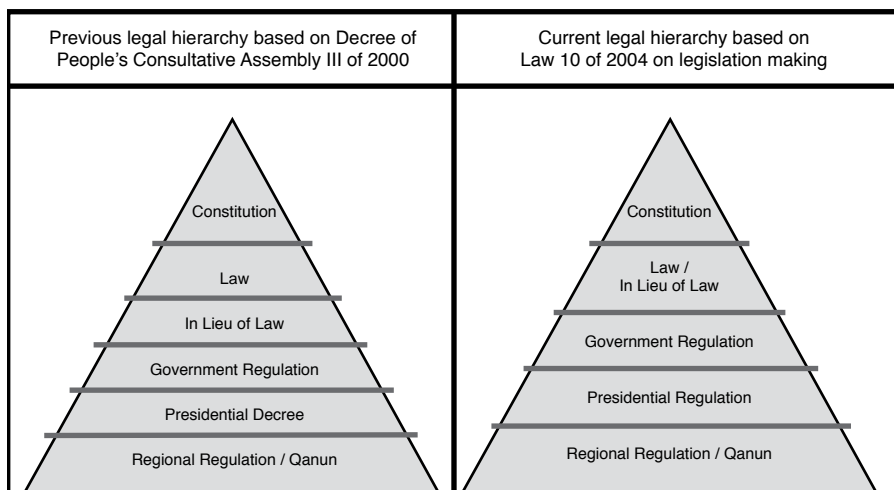 Previous legal hierarchy based on Decree of
People's Consultative Assembly III of 2000
Current legal hierarchy based on
Law 10 of 2004 on legislation making
Constitution
Law
In Lieu of Law
Government Regulation
Presidential Decree
Regional Regulation / Qanun
Constitution
Law /
In Lieu of Law
Government Regulation
Presidential Regulation
Regional Regulation / Qanun